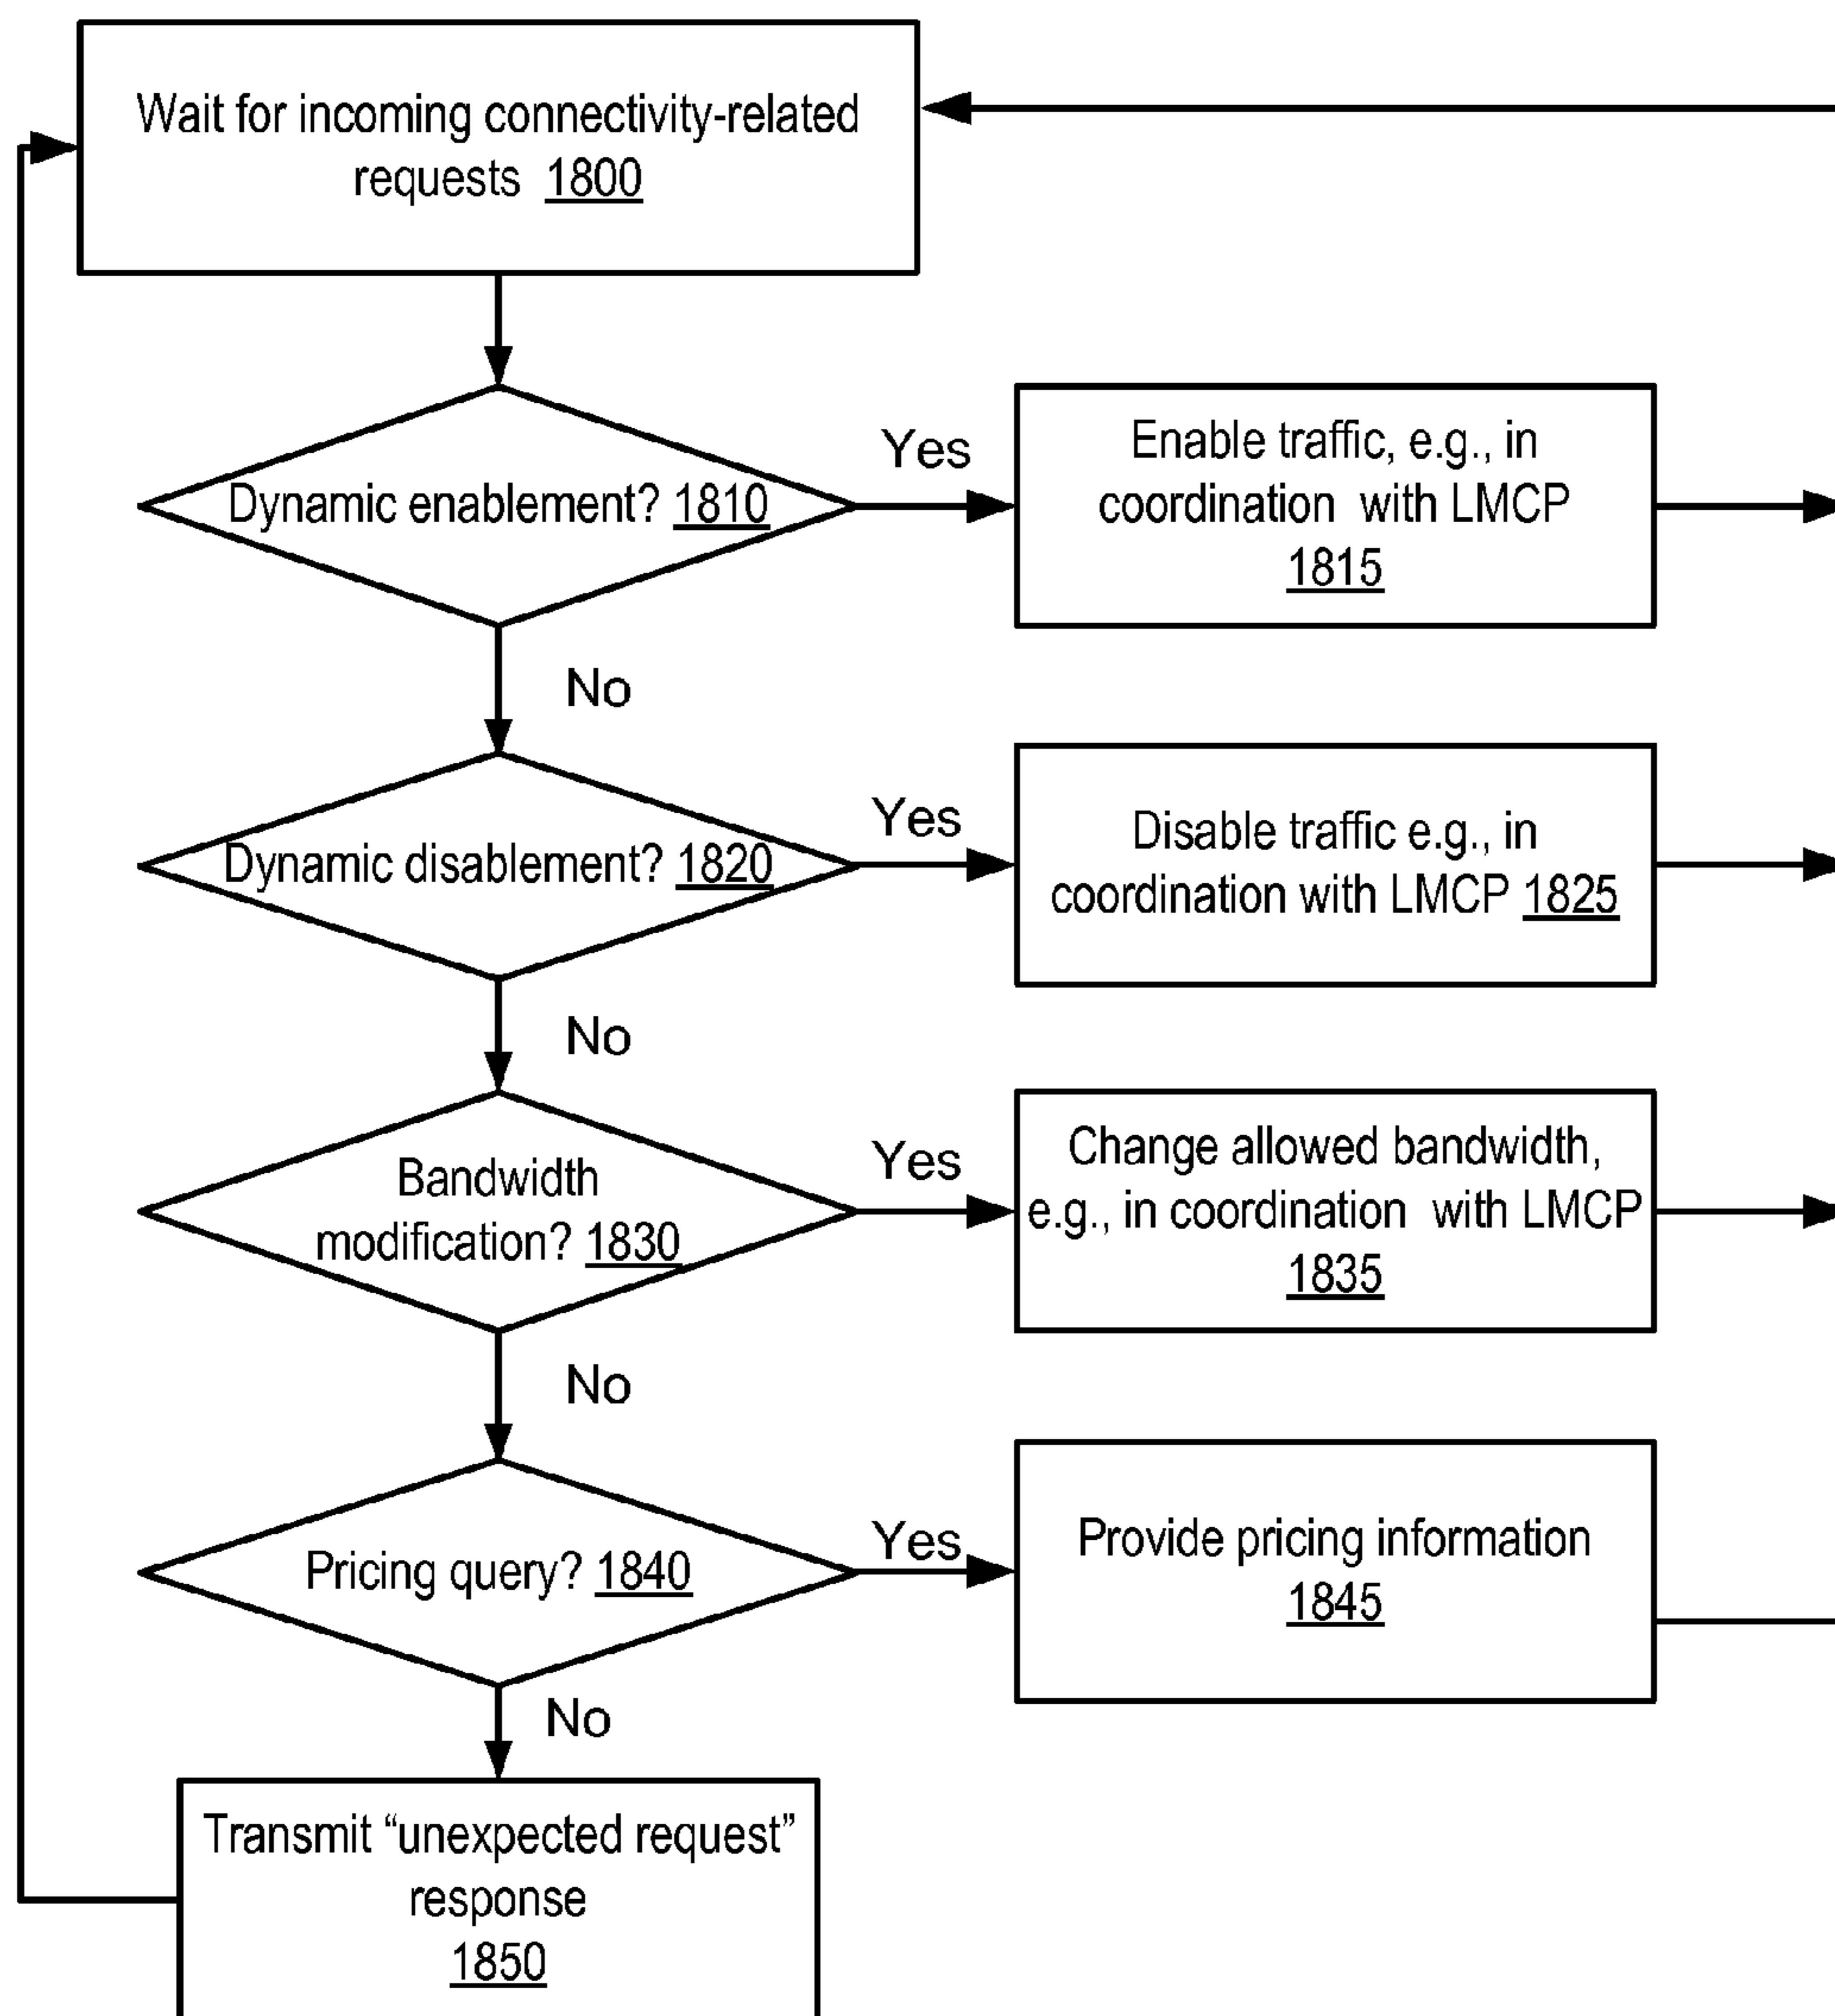 Wait for incoming connectivity-related
requests 1800
Dynamic enablement? 1810
Yes
Enable traffic, e.g., in
coordination with LMCP
1815
No
Dynamic disablement? 1820
Yes
Disable traffic e.g., in
coordination with LMCP 1825
No
Bandwidth
modification? 1830
Yes
Change allowed bandwidth,
e.g., in coordination with LMCP
1835
No
Pricing query? 1840
Yes
Provide pricing information
1845
No
Transmit “unexpected request”
response
1850